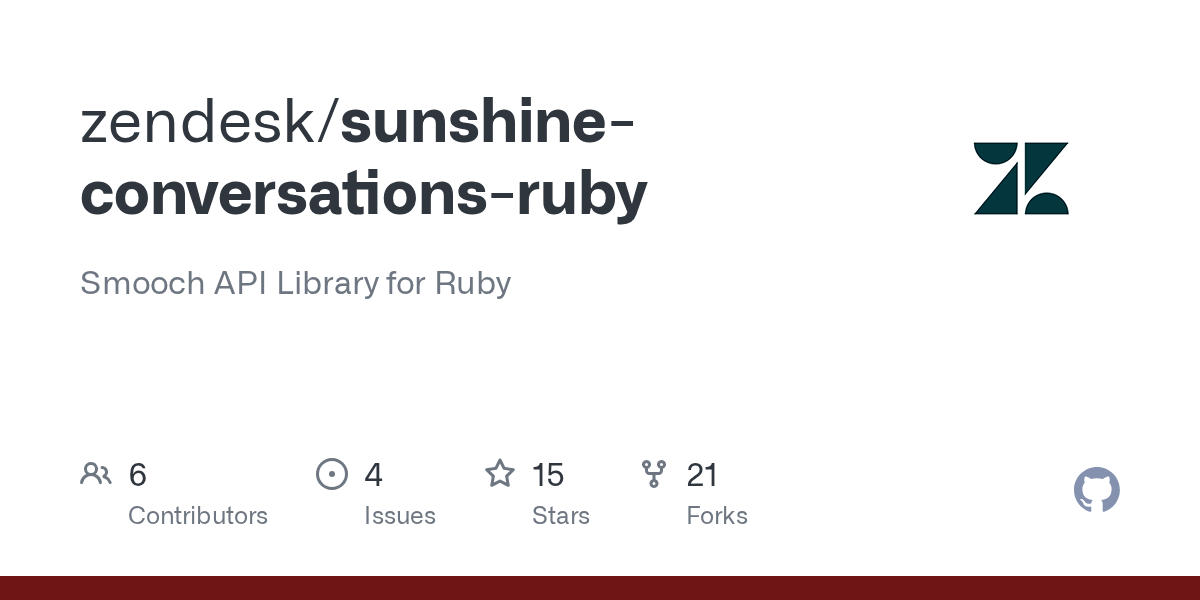 zendesk/sunshine-
conversations-ruby
Smooch API Library for Ruby
6
Contributors
4
Issues
15
Stars
21
Forks